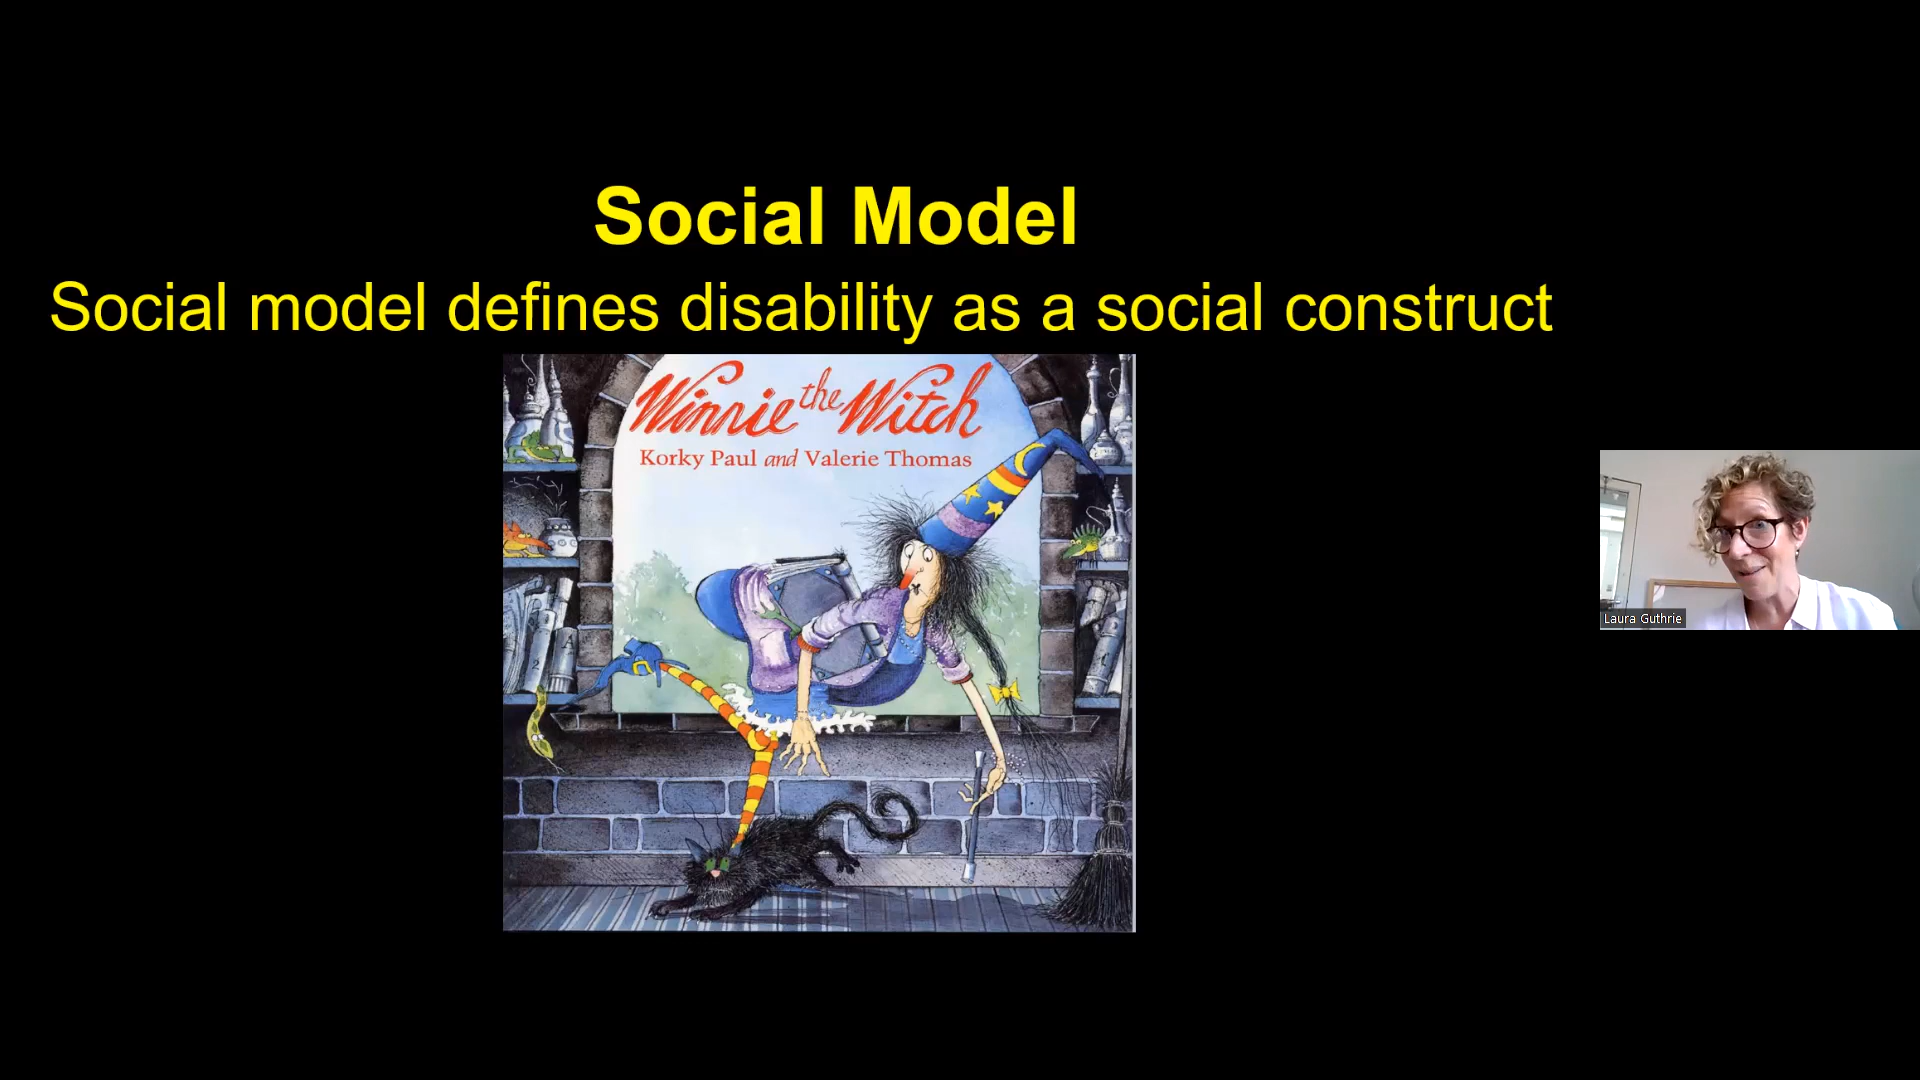 Social Model
Social model defines disability as a social construct
Winnie the Witch
Korky Paul and Valerie Thomas
Laura Guthrie